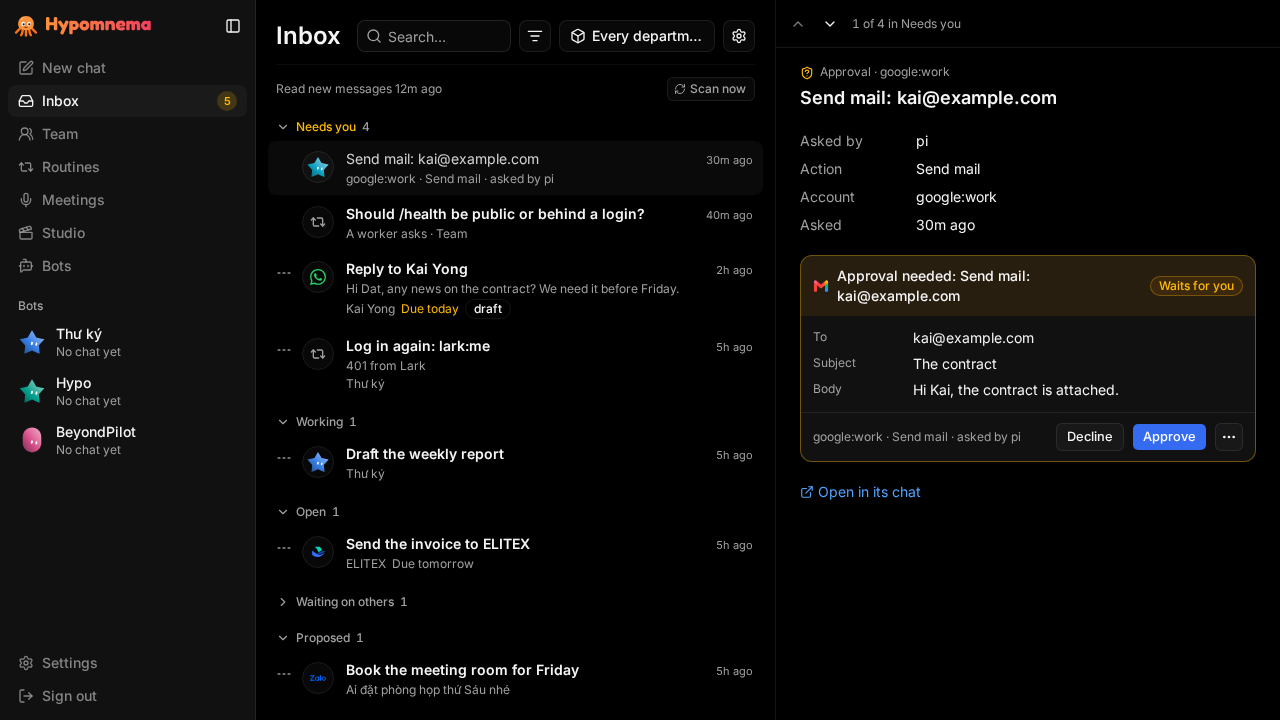 Hypomnema
New chat
Inbox
5
Team
Routines
Meetings
Studio
Bots
Bots
Thư ký
No chat yet
Hypo
No chat yet
BeyondPilot
No chat yet
Settings
Sign out
Inbox
Search...
Every departm...
Read new messages 12m ago
Scan now
Needs you 4
Send mail: kai@example.com
30m ago
google:work · Send mail · asked by pi
Should /health be public or behind a login?
40m ago
A worker asks · Team
Reply to Kai Yong
2h ago
Hi Dat, any news on the contract? We need it before Friday.
Kai Yong Due today draft
Log in again: lark:me
5h ago
401 from Lark
Thư ký
Working 1
Draft the weekly report
5h ago
Thư ký
Open 1
Send the invoice to ELITEX
5h ago
ELITEX Due tomorrow
Waiting on others 1
Proposed 1
Zalo
Book the meeting room for Friday
5h ago
Ai đặt phòng họp thứ Sáu nhé
1 of 4 in Needs you
Approval · google:work
Send mail: kai@example.com
Asked by pi
Action Send mail
Account google:work
Asked 30m ago
Approval needed: Send mail:
kai@example.com
Waits for you
To kai@example.com
Subject The contract
Body Hi Kai, the contract is attached.
google:work · Send mail · asked by pi
Decline
Approve
Open in its chat